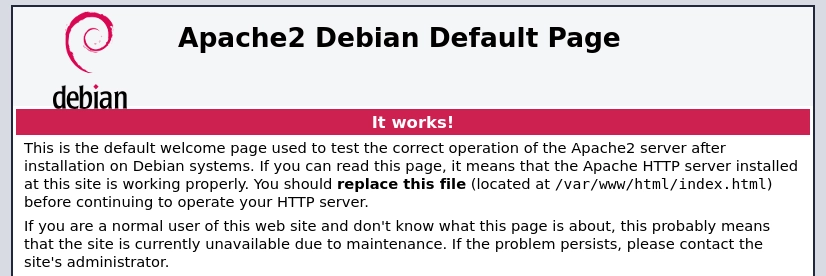 Apache2 Debian Default Page
debian
It works!
This is the default welcome page used to test the correct operation of the Apache2 server after
installation on Debian systems. If you can read this page, it means that the Apache HTTP server installed
at this site is working properly. You should replace this file (located at /var/www/html/index.html)
before continuing to operate your HTTP server.
If you are a normal user of this web site and don't know what this page is about, this probably means
that the site is currently unavailable due to maintenance. If the problem persists, please contact the
site's administrator.